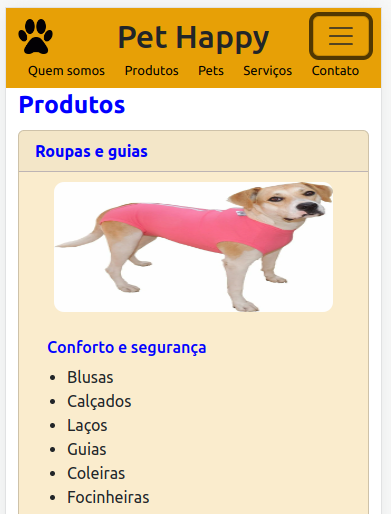 Pet Happy
Quem somos Produtos Pets Serviços Contato
Produtos
Roupas e guias
Conforto e segurança
Blusas
Calçados
Laços
Guias
Coleiras
Focinheiras